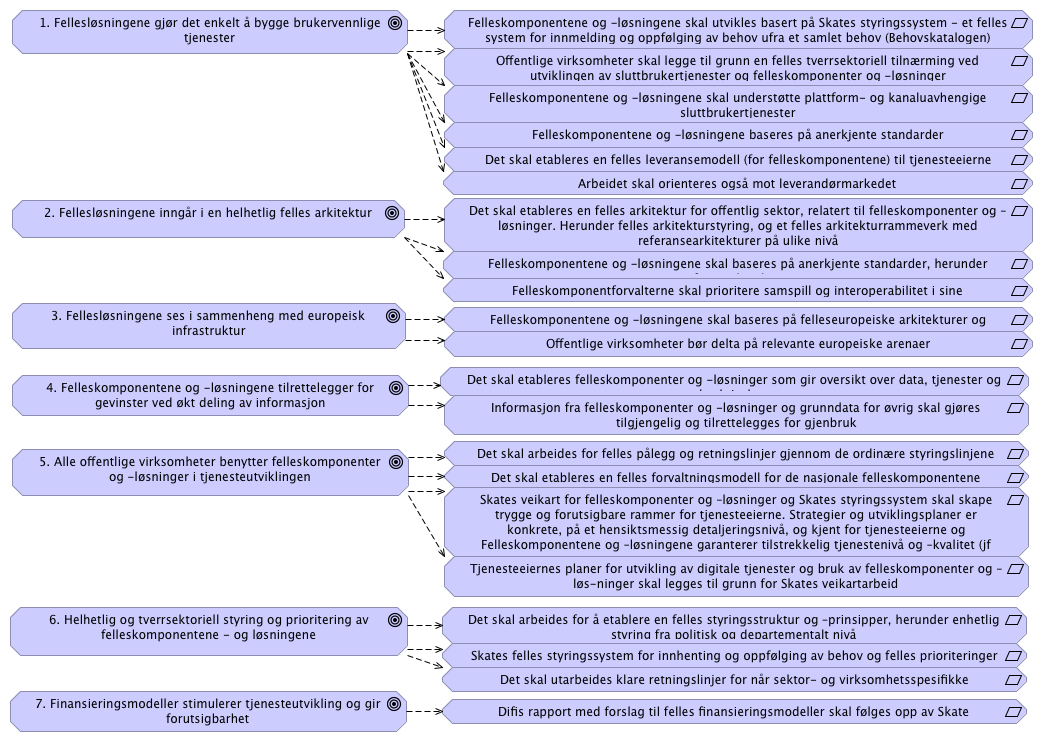 1. Fellesløsningene gjør det enkelt å bygge brukervennlige
tjenester
Felleskomponentene og -løsningene skal utvikles basert på Skates styringssystem - et felles
system for innmelding og oppfølging av behov ufra et samlet behov (Behovskatalogen)
Offentlige virksomheter skal legge til grunn en felles tverrsektoriell tilnærming ved
utviklingen av sluttbrukertjenester og felleskomponenter og -løsninger
Felleskomponentene og -løsningene skal understøtte plattform- og kanaluavhengige
sluttbrukertjenester
Felleskomponentene og -løsningene baseres på anerkjente standarder
Det skal etableres en felles leveransemodell (for felleskomponentene) til tjenesteeierne
Arbeidet skal orienteres også mot leverandørmarkedet
2. Fellesløsningene inngår i en helhetlig felles arkitektur
Det skal etableres en felles arkitektur for offentlig sektor, relatert til felleskomponenter og -
løsninger. Herunder felles arkitekturstyring, og et felles arkitekturrammeverk med
referansearkitekturer på ulike nivå
Felleskomponentene og -løsningene skal baseres på anerkjente standarder, herunder
Felleskomponentforvalterne skal prioritere samspill og interoperabilitet i sine
3. Fellesløsningene ses i sammenheng med europeisk
infrastruktur
Felleskomponentene og -løsningene skal baseres på felleseuropeiske arkitekturer og
Offentlige virksomheter bør delta på relevante europeiske arenaer
4. Felleskomponentene og -løsningene tilrettelegger for
gevinster ved økt deling av informasjon
Det skal etableres felleskomponenter og -løsninger som gir oversikt over data, tjenester og
Informasjon fra felleskomponenter og -løsninger og grunndata for øvrig skal gjøres
tilgjengelig og tilrettelegges for gjenbruk
5. Alle offentlige virksomheter benytter felleskomponenter
og -løsninger i tjenesteutviklingen
Det skal arbeides for felles pålegg og retningslinjer gjennom de ordinære styringslinjene
Det skal etableres en felles forvaltningsmodell for de nasjonale felleskomponentene
Skates veikart for felleskomponenter og -løsninger og Skates styringssystem skal skape
trygge og forutsigbare rammer for tjenesteeierne. Strategier og utviklingsplaner er
konkrete, på et hensiktsmessig detaljeringsnivå, og kjent for tjenesteeierne og
Felleskomponentene og -løsningene garanterer tilstrekkelig tjenestenivå og -kvalitet (jf
Tjenesteeiernes planer for utvikling av digitale tjenester og bruk av felleskomponenter og -
løs-ninger skal legges til grunn for Skates veikartarbeid
6. Helhetlig og tverrsektoriell styring og prioritering av
felleskomponentene - og løsningene
Det skal arbeides for å etablere en felles styringsstruktur og -prinsipper, herunder enhetlig
styring fra politisk og departementalt nivå
Skates felles styringssystem for innhenting og oppfølging av behov og felles prioriteringer
Det skal utarbeides klare retningslinjer for når sektor- og virksomhetsspesifikke
7. Finansieringsmodeller stimulerer tjenesteutvikling og gir
forutsigbarhet
Difis rapport med forslag til felles finansieringsmodeller skal følges opp av Skate